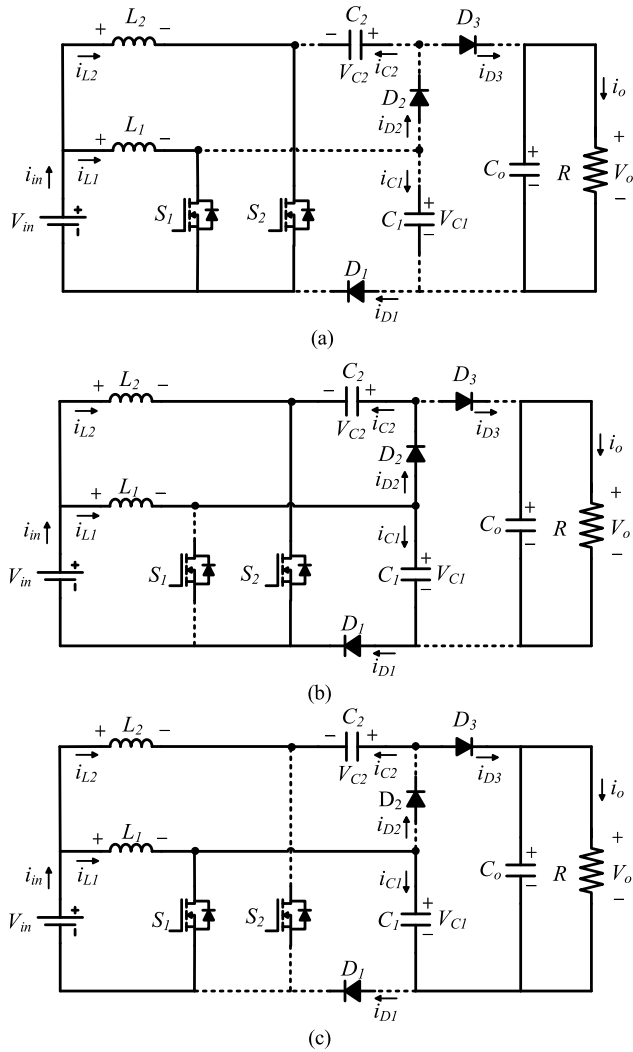 L2
+ −
iL2
− C2 +
VC2
iC2
D3
iD3
D2
iD2
io
L1
+ −
iL1
iin
Vin
+
−
S1
S2
iC1
C1
+
−
VC1
Co
+
−
R
+
Vo
−
D1
iD1
(a)
L2
+ −
iL2
− C2 +
VC2
iC2
D3
iD3
D2
iD2
io
L1
+ −
iL1
iin
Vin
+
−
S1
S2
iC1
C1
+
−
VC1
Co
+
−
R
+
Vo
−
D1
iD1
(b)
L2
+ −
iL2
− C2 +
VC2
iC2
D3
iD3
D2
iD2
io
L1
+ −
iL1
iin
Vin
+
−
S1
S2
iC1
C1
+
−
VC1
Co
+
−
R
+
Vo
−
D1
iD1
(c)